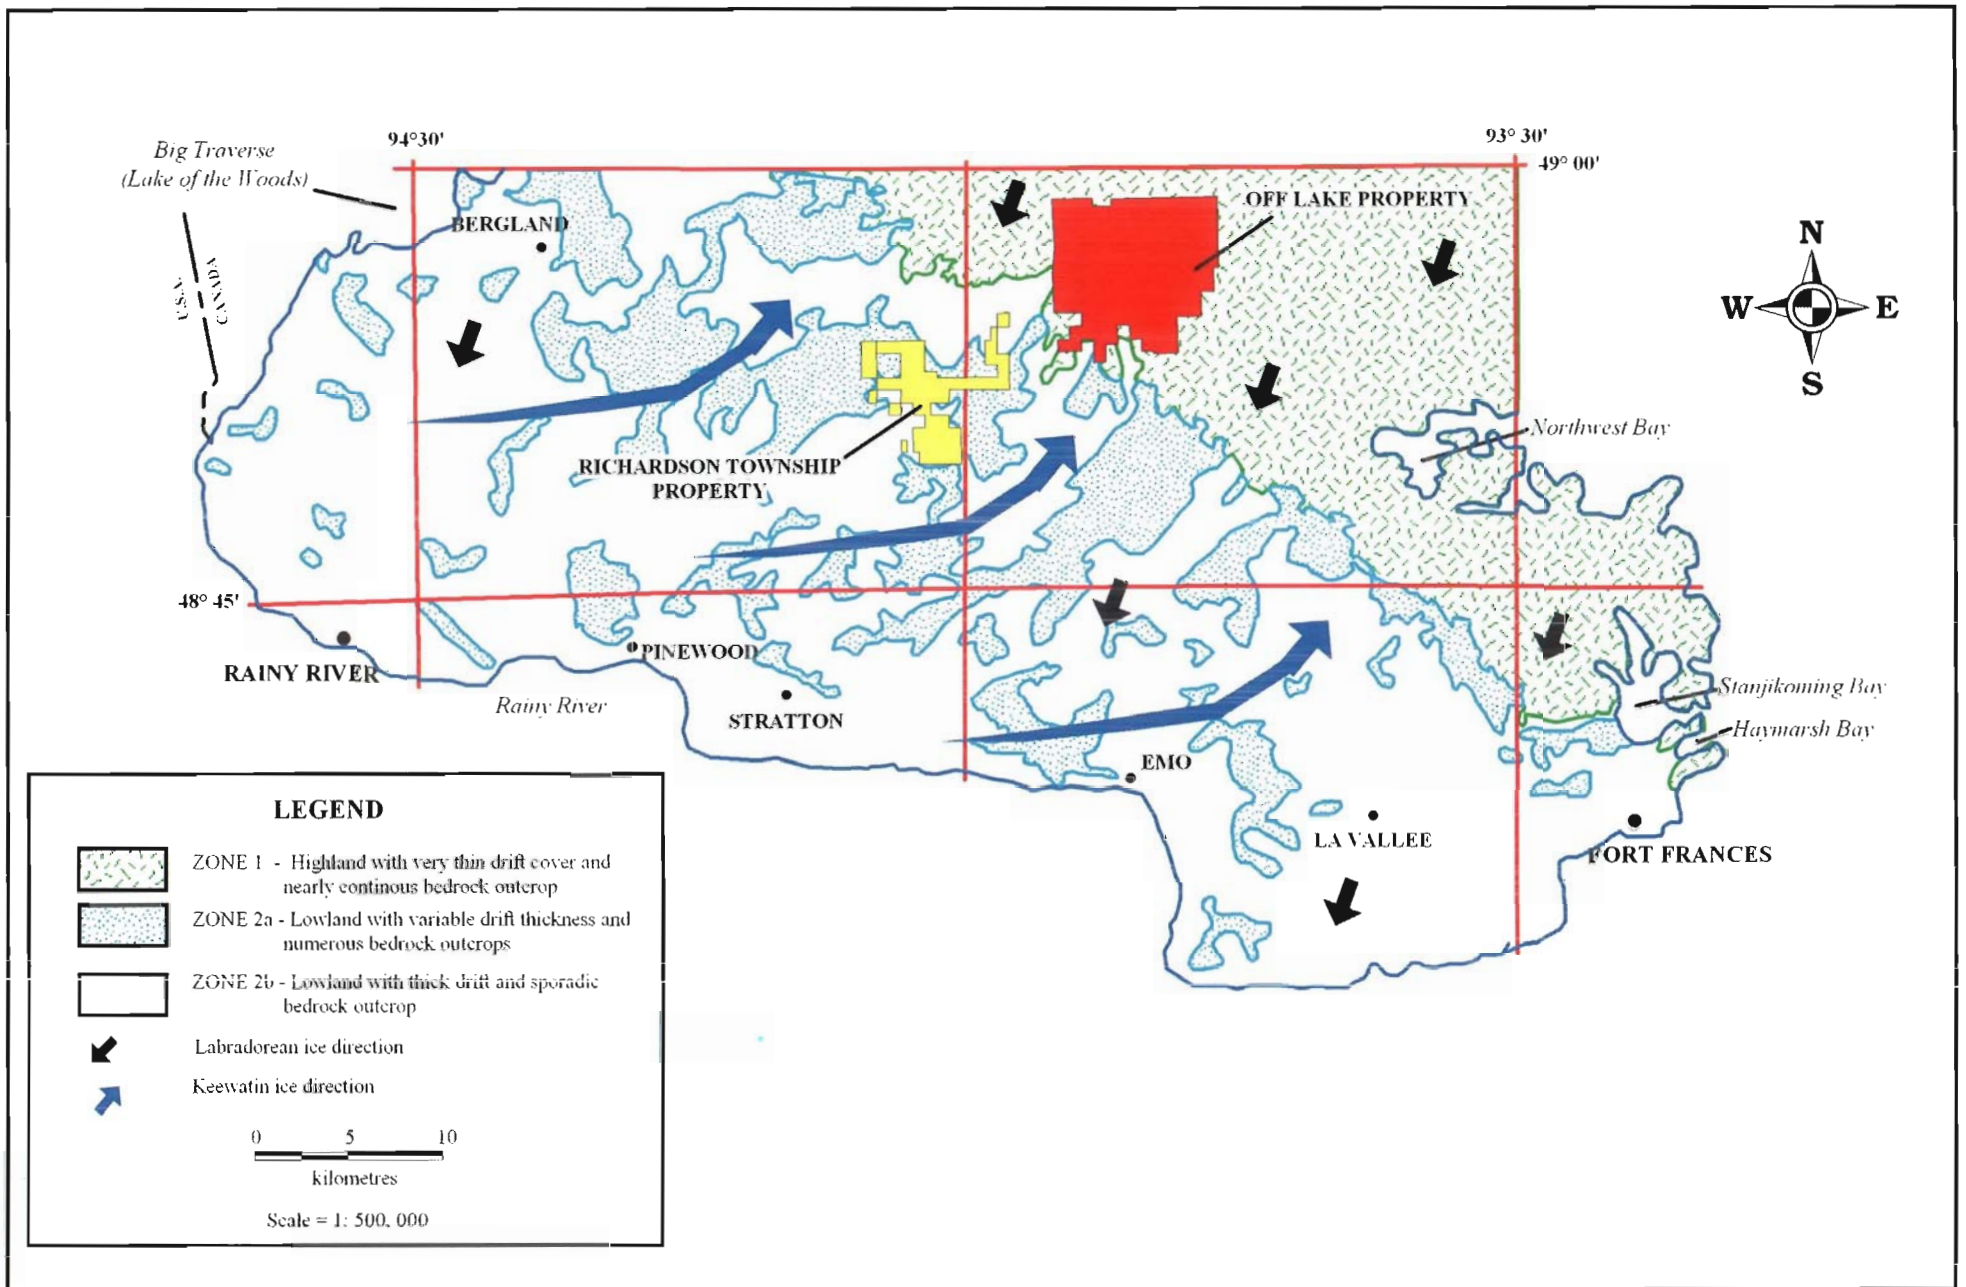 94°30'
93° 30'
49° 00'
Big Traverse
(Lake of the Woods)
BERGLAND
OFF LAKE PROPERTY
N
W
E
S
U.S.A.
CANADA
Northwest Bay
RICHARDSON TOWNSHIP
PROPERTY
48° 45'
RAINY RIVER
PINEWOOD
Rainy River
STRATTON
Stanjikoming Bay
Haymarsh Bay
EMO
LA VALLEE
FORT FRANCES
LEGEND
ZONE 1 - Highland with very thin drift cover and
nearly continous bedrock outcrop
ZONE 2a - Lowland with variable drift thickness and
numerous bedrock outcrops
ZONE 2b - Lowland with thick drift and sporadic
bedrock outcrop
Labradorean ice direction
Keewatin ice direction
0 5 10
kilometres
Scale = 1: 500, 000